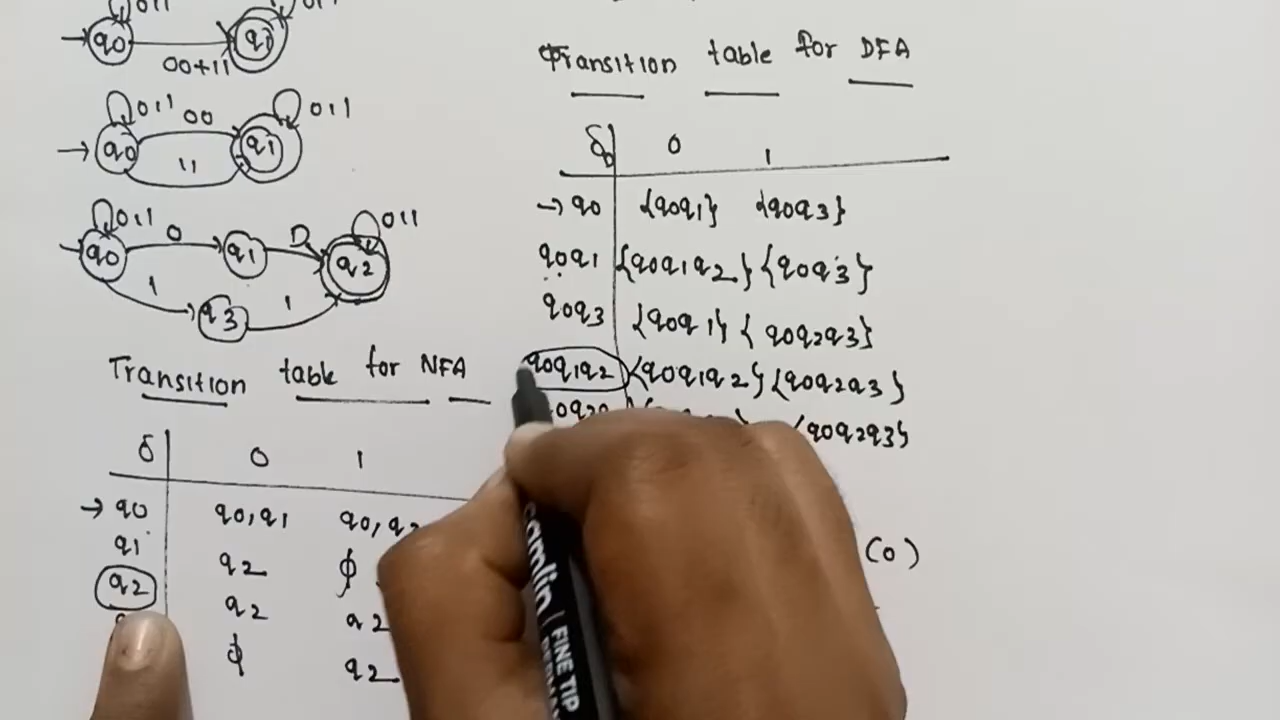 0,1
0,1
q0
q1
00+11
0,1
00
0,1
q0
q1
11
0,1
0
0
0,1
q0
q1
q2
1
q3
1
Transition table for NFA
δ 0 1
→ q0 q0,q1 q0,
q1 q2 ϕ
q2 q2 q2
ϕ q2
Transition table for DFA
0 1
→ q0 {q0q1} {q0q3}
q0q1 {q0q1q2} {q0q3}
q0q3 {q0q1} {q0q2q3}
q0q1q2 {q0q1q2} {q0q2q3}
{q0q2q3}
(0)
camlin FINE TIP